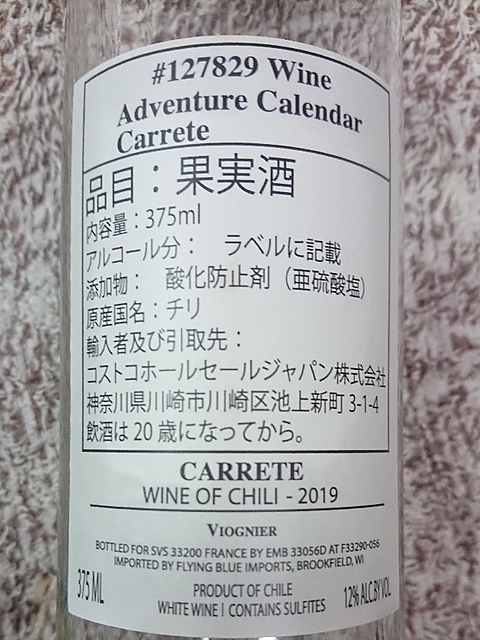 #127829 Wine
Adventure Calendar
Carrete
品目：果実酒
内容量：375ml
アルコール分： ラベルに記載
添加物： 酸化防止剤（亜硫酸塩）
原産国名：チリ
輸入者及び引取先：
コストコホールセールジャパン株式会社
神奈川県川崎市川崎区池上新町 3-1-4
飲酒は 20 歳になってから。
CARRETE
WINE OF CHILI - 2019
VIOGNIER
BOTTLED FOR SVS 33200 FRANCE BY EMB 33056D AT F33290-056
IMPORTED BY FLYING BLUE IMPORTS, BROOKFIELD, WI
375 ML
PRODUCT OF CHILE
WHITE WINE | CONTAINS SULFITES
12% ALC.BY VOL